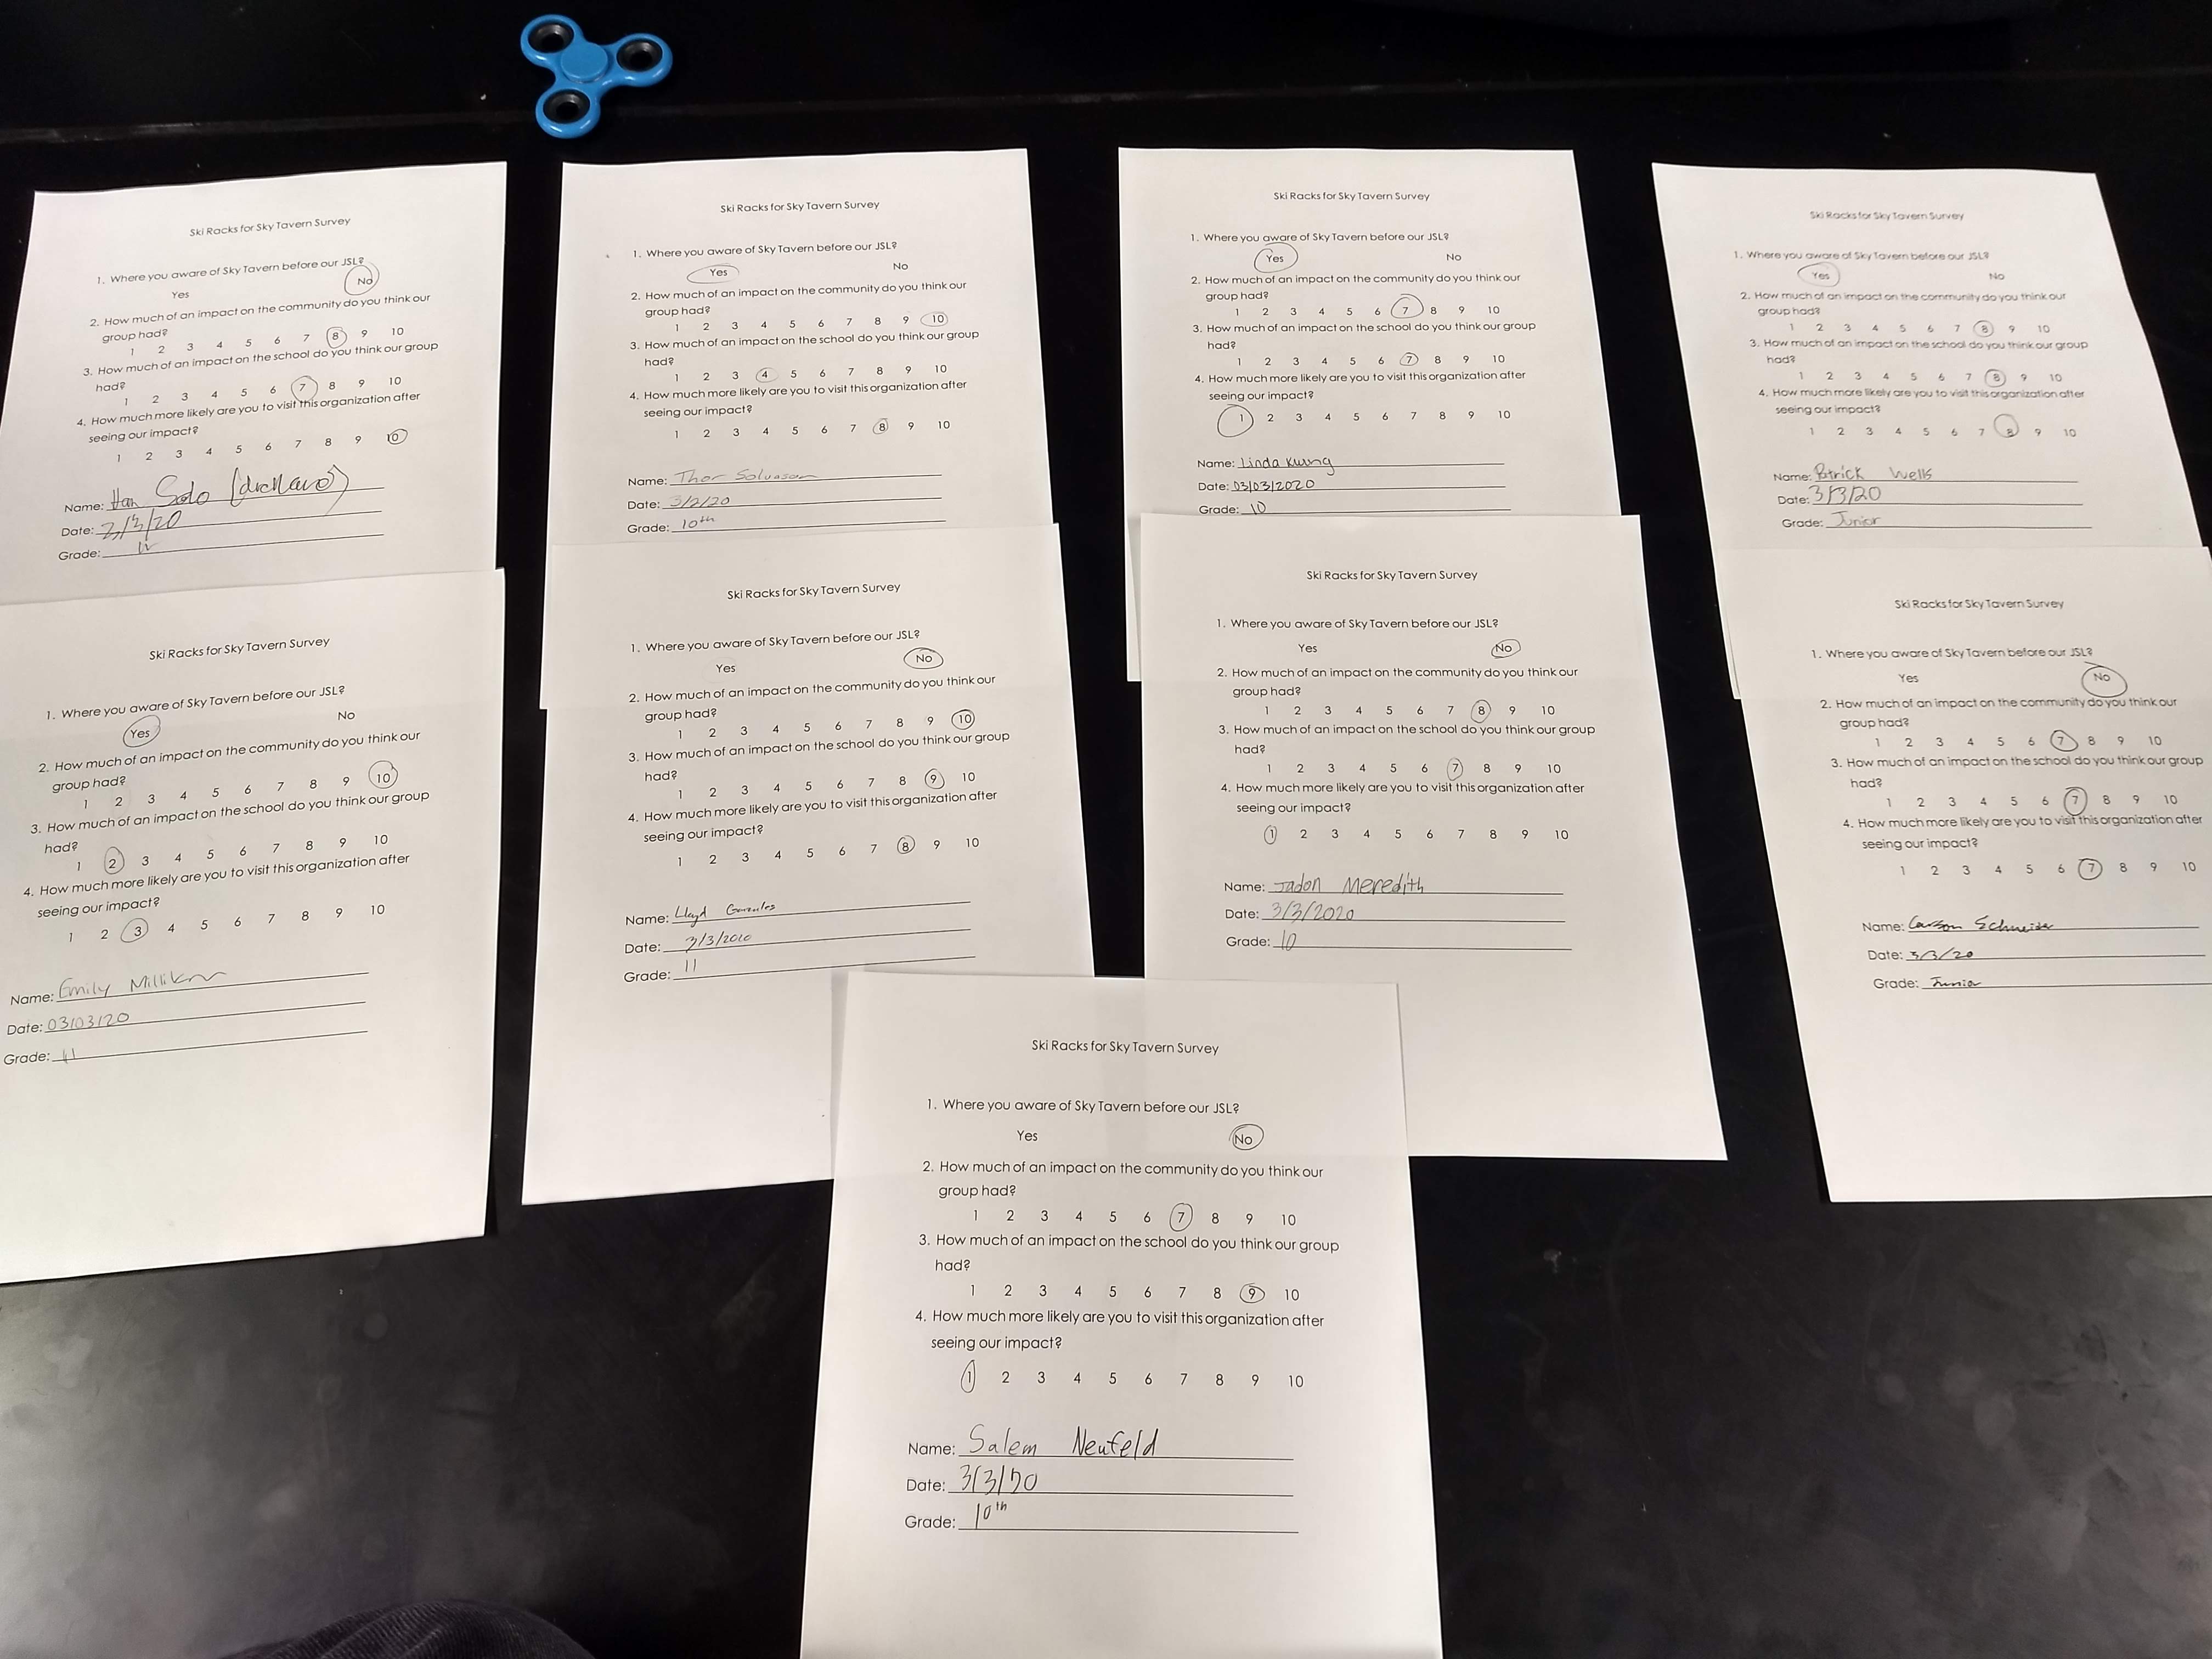 Ski Racks for Sky Tavern Survey
1. Where you aware of Sky Tavern before our JSL?
Yes No
2. How much of an impact on the community do you think our
group had?
1 2 3 4 5 6 7 8 9 10
3. How much of an impact on the school do you think our group
had?
1 2 3 4 5 6 7 8 9 10
4. How much more likely are you to visit this organization after
seeing our impact?
1 2 3 4 5 6 7 8 9 10
Name: Han Solo
Date: 2/3/20
Grade:
Ski Racks for Sky Tavern Survey
1. Where you aware of Sky Tavern before our JSL?
Yes No
2. How much of an impact on the community do you think our
group had?
1 2 3 4 5 6 7 8 9 10
3. How much of an impact on the school do you think our group
had?
1 2 3 4 5 6 7 8 9 10
4. How much more likely are you to visit this organization after
seeing our impact?
1 2 3 4 5 6 7 8 9 10
Name: Thor Solvason
Date: 3/2/20
Grade: 10th
Ski Racks for Sky Tavern Survey
1. Where you aware of Sky Tavern before our JSL?
Yes No
2. How much of an impact on the community do you think our
group had?
1 2 3 4 5 6 7 8 9 10
3. How much of an impact on the school do you think our group
had?
1 2 3 4 5 6 7 8 9 10
4. How much more likely are you to visit this organization after
seeing our impact?
1 2 3 4 5 6 7 8 9 10
Name: Linda Kung
Date: 03/03/2020
Grade: 10
Ski Racks for Sky Tavern Survey
1. Where you aware of Sky Tavern before our JSL?
Yes No
2. How much of an impact on the community do you think our
group had?
1 2 3 4 5 6 7 8 9 10
3. How much of an impact on the school do you think our group
had?
1 2 3 4 5 6 7 8 9 10
4. How much more likely are you to visit this organization after
seeing our impact?
1 2 3 4 5 6 7 8 9 10
Name: Patrick Wells
Date: 3/3/20
Grade: Junior
Ski Racks for Sky Tavern Survey
1. Where you aware of Sky Tavern before our JSL?
Yes No
2. How much of an impact on the community do you think our
group had?
1 2 3 4 5 6 7 8 9 10
3. How much of an impact on the school do you think our group
had?
1 2 3 4 5 6 7 8 9 10
4. How much more likely are you to visit this organization after
seeing our impact?
1 2 3 4 5 6 7 8 9 10
Name: Emily Milliken
Date: 03/03/20
Grade: 11
Ski Racks for Sky Tavern Survey
1. Where you aware of Sky Tavern before our JSL?
Yes No
2. How much of an impact on the community do you think our
group had?
1 2 3 4 5 6 7 8 9 10
3. How much of an impact on the school do you think our group
had?
1 2 3 4 5 6 7 8 9 10
4. How much more likely are you to visit this organization after
seeing our impact?
1 2 3 4 5 6 7 8 9 10
Name: Lloyd Gonzales
Date: 3/3/2020
Grade: 11
Ski Racks for Sky Tavern Survey
1. Where you aware of Sky Tavern before our JSL?
Yes No
2. How much of an impact on the community do you think our
group had?
1 2 3 4 5 6 7 8 9 10
3. How much of an impact on the school do you think our group
had?
1 2 3 4 5 6 7 8 9 10
4. How much more likely are you to visit this organization after
seeing our impact?
1 2 3 4 5 6 7 8 9 10
Name: Jadon Meredith
Date: 3/3/2020
Grade: 10
Ski Racks for Sky Tavern Survey
1. Where you aware of Sky Tavern before our JSL?
Yes No
2. How much of an impact on the community do you think our
group had?
1 2 3 4 5 6 7 8 9 10
3. How much of an impact on the school do you think our group
had?
1 2 3 4 5 6 7 8 9 10
4. How much more likely are you to visit this organization after
seeing our impact?
1 2 3 4 5 6 7 8 9 10
Name: Carson Schneider
Date: 3/3/20
Grade: Junior
Ski Racks for Sky Tavern Survey
1. Where you aware of Sky Tavern before our JSL?
Yes No
2. How much of an impact on the community do you think our
group had?
1 2 3 4 5 6 7 8 9 10
3. How much of an impact on the school do you think our group
had?
1 2 3 4 5 6 7 8 9 10
4. How much more likely are you to visit this organization after
seeing our impact?
1 2 3 4 5 6 7 8 9 10
Name: Salem Neufeld
Date: 3/3/20
Grade: 10th